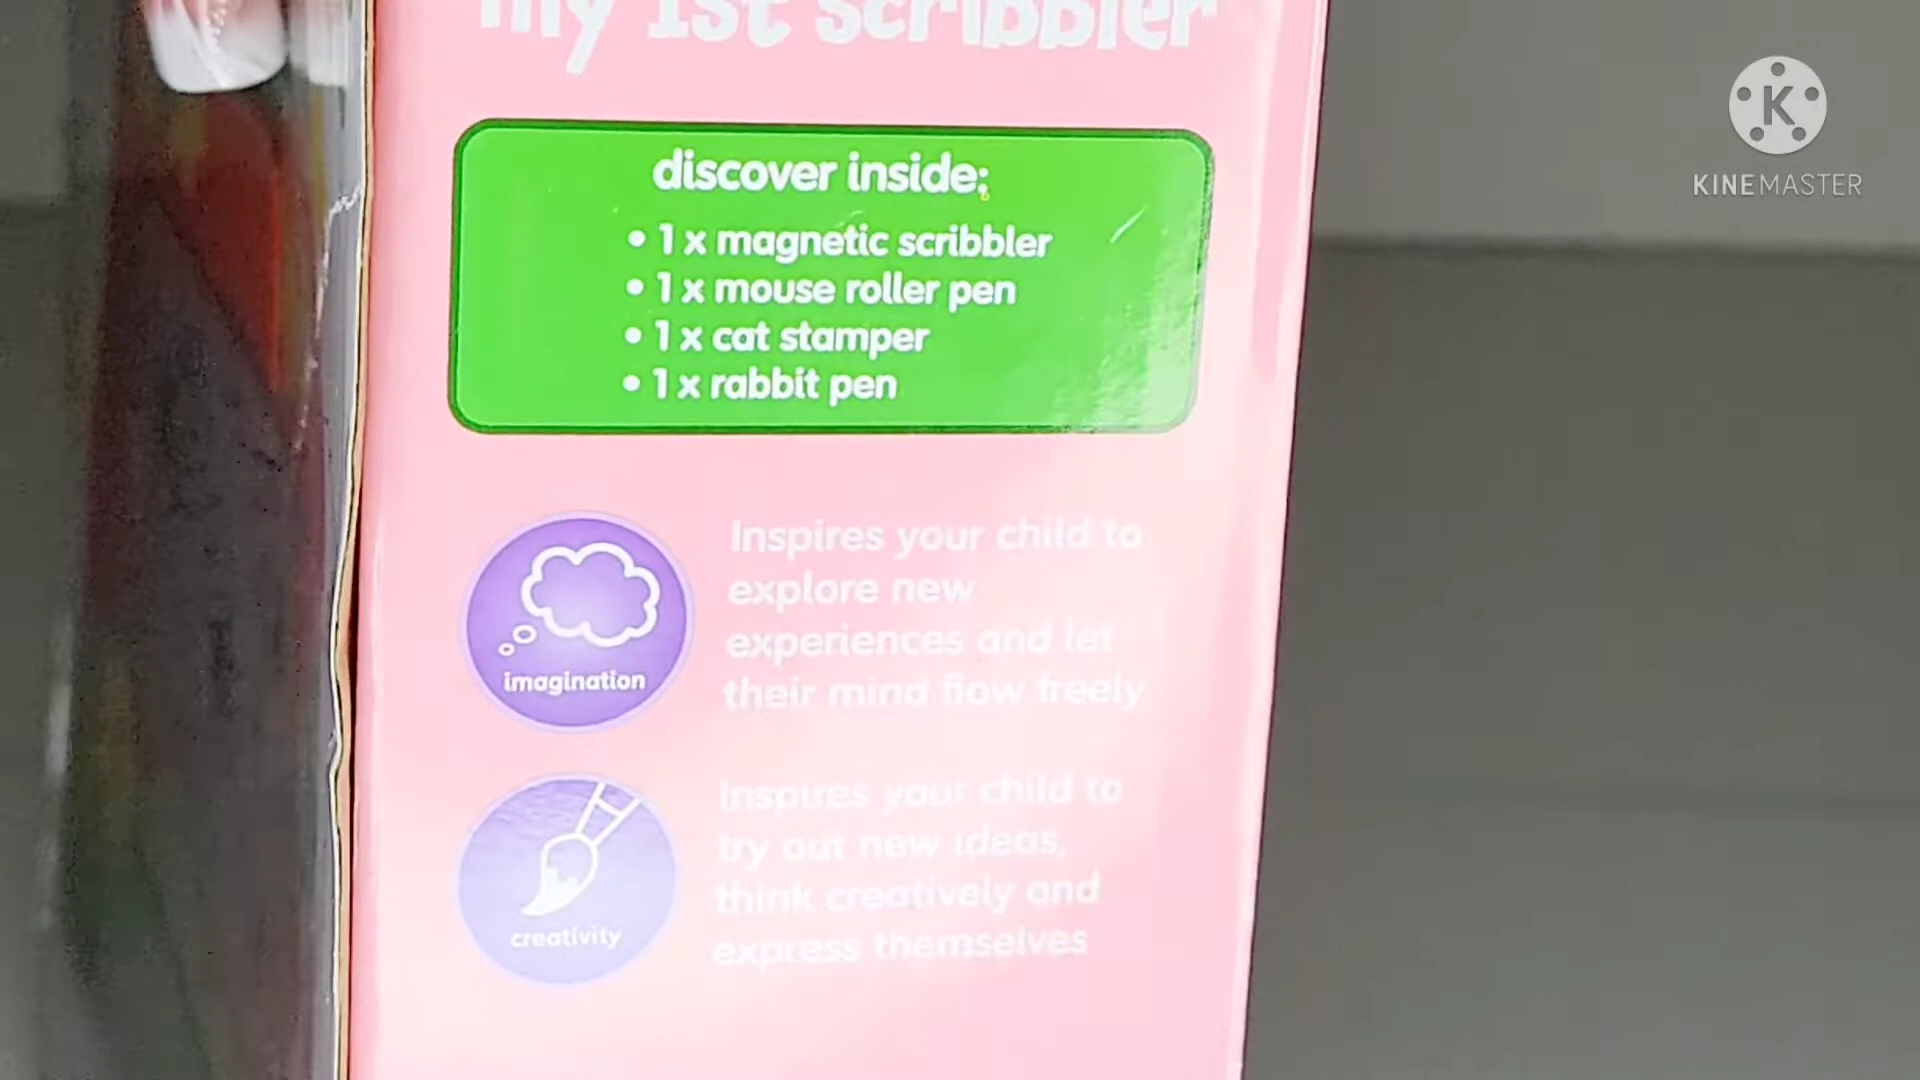 my 1st scribbler
K
KINEMASTER
discover inside:
• 1 x magnetic scribbler
• 1 x mouse roller pen
• 1 x cat stamper
• 1 x rabbit pen
Inspires your child to
explore new
experiences and let
their mind flow freely
imagination
Inspires your child to
try out new ideas,
think creatively and
express themselves
creativity